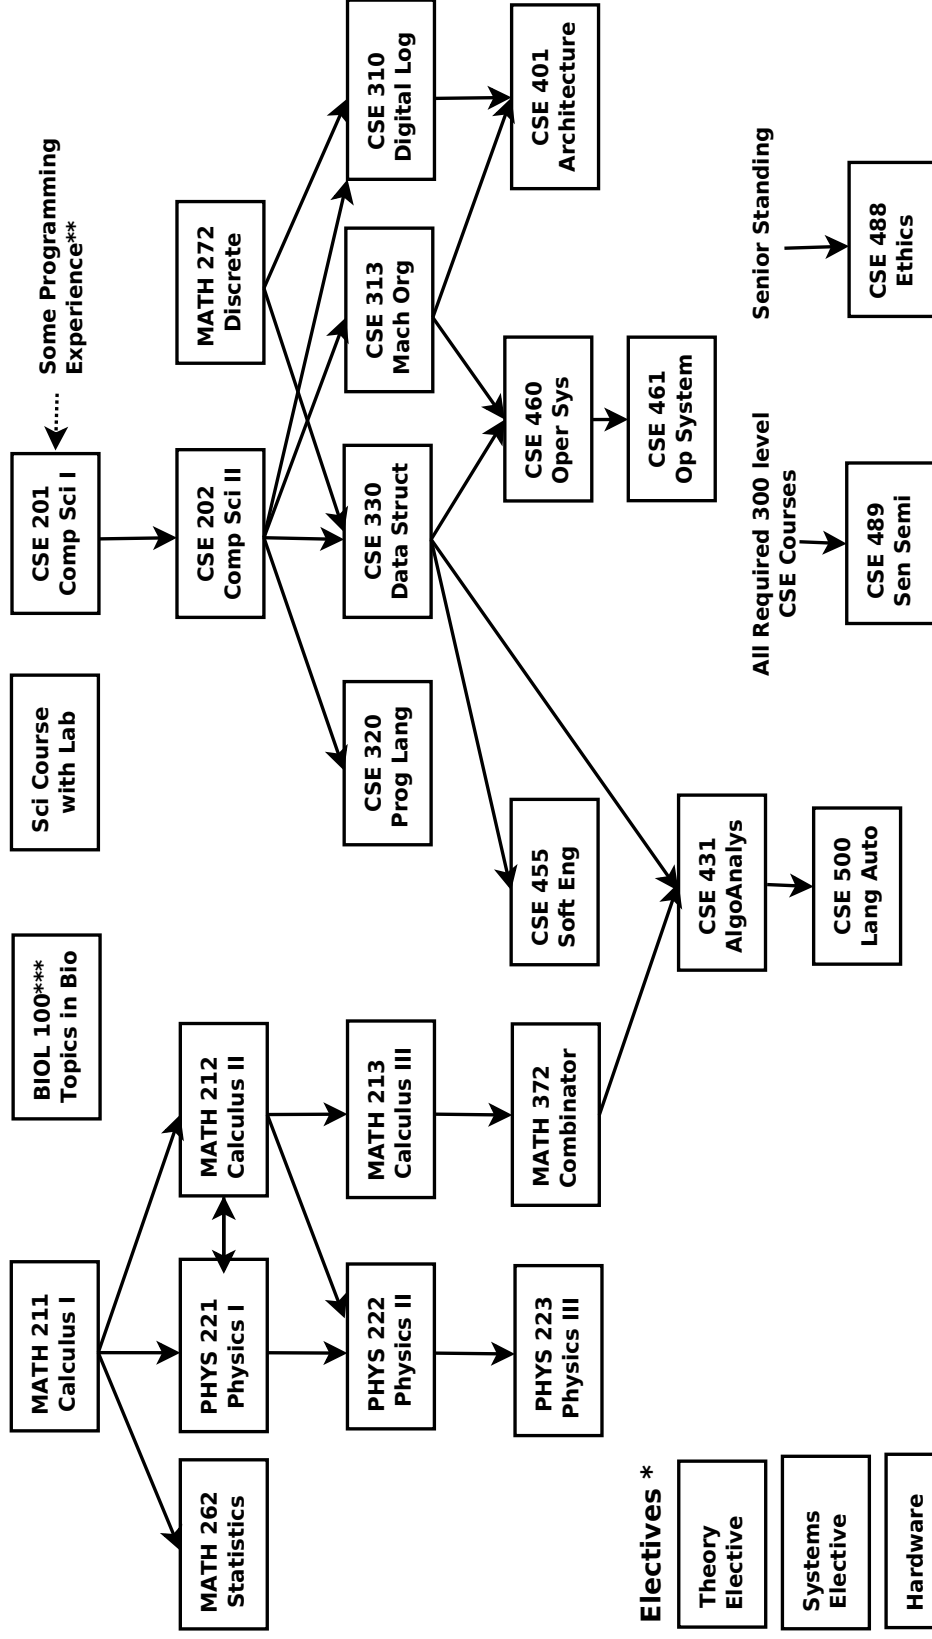 MATH 262
Statistics
MATH 211
Calculus I
PHYS 221
Physics I
PHYS 222
Physics II
PHYS 223
Physics III
BIOL 100***
Topics in Bio
MATH 212
Calculus II
MATH 213
Calculus III
MATH 372
Combinator
Sci Course
with Lab
CSE 201
Comp Sci I
Some Programming
Experience**
CSE 202
Comp Sci II
MATH 272
Discrete
CSE 320
Prog Lang
CSE 330
Data Struct
CSE 313
Mach Org
CSE 310
Digital Log
CSE 455
Soft Eng
CSE 460
Oper Sys
CSE 401
Architecture
CSE 431
AlgoAnalys
CSE 461
Op System
CSE 500
Lang Auto
All Required 300 level
CSE Courses
CSE 489
Sen Semi
Senior Standing
CSE 488
Ethics
Electives *
Theory
Elective
Systems
Elective
Hardware